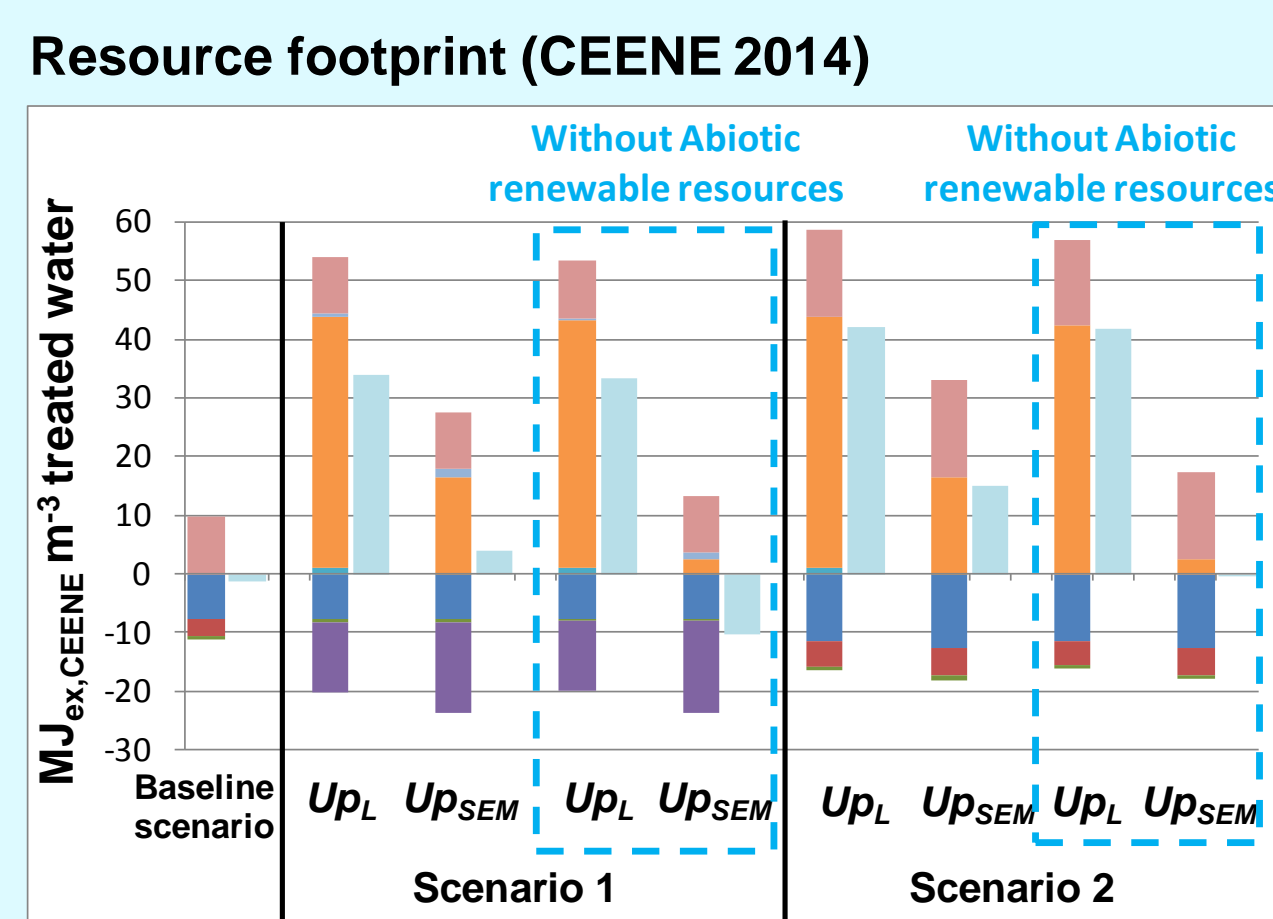 Resource footprint (CEENE 2014)
Without Abiotic
renewable resources
Without Abiotic
renewable resources
MJex,CEENE m-3 treated water
60
50
40
30
20
10
0
-10
-20
-30
Baseline
scenario
UpL
UpSEM
UpL
UpSEM
UpL
UpSEM
UpL
UpSEM
Scenario 1
Scenario 2